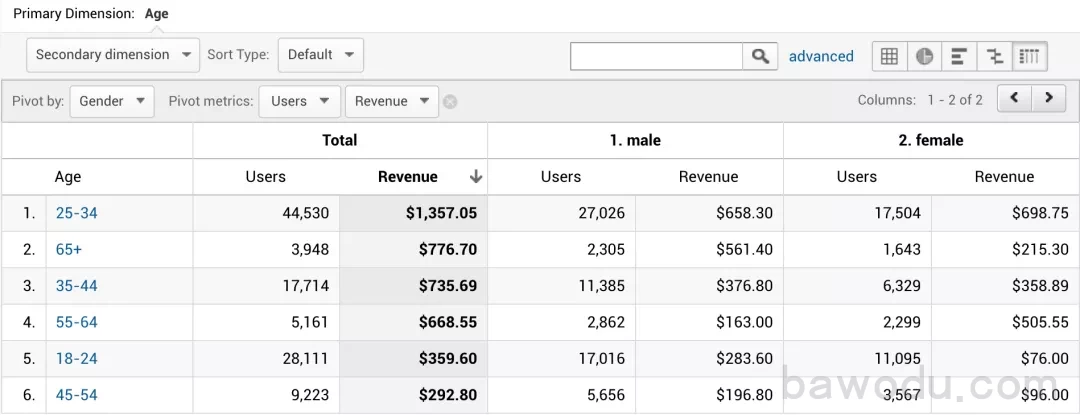 Primary Dimension: Age
Secondary dimension Sort Type: Default advanced
Pivot by: Gender Pivot metrics: Users Revenue Columns: 1 - 2 of 2
Total 1. male 2. female
Age Users Revenue Users Revenue Users Revenue
1. 25-34 44,530 $1,357.05 27,026 $658.30 17,504 $698.75
2. 65+ 3,948 $776.70 2,305 $561.40 1,643 $215.30
3. 35-44 17,714 $735.69 11,385 $376.80 6,329 $358.89
4. 55-64 5,161 $668.55 2,862 $163.00 2,299 $505.55
5. 18-24 28,111 $359.60 17,016 $283.60 11,095 $76.00
6. 45-54 9,223 $292.80 5,656 $196.80 3,567 $96.00
bawodu.com